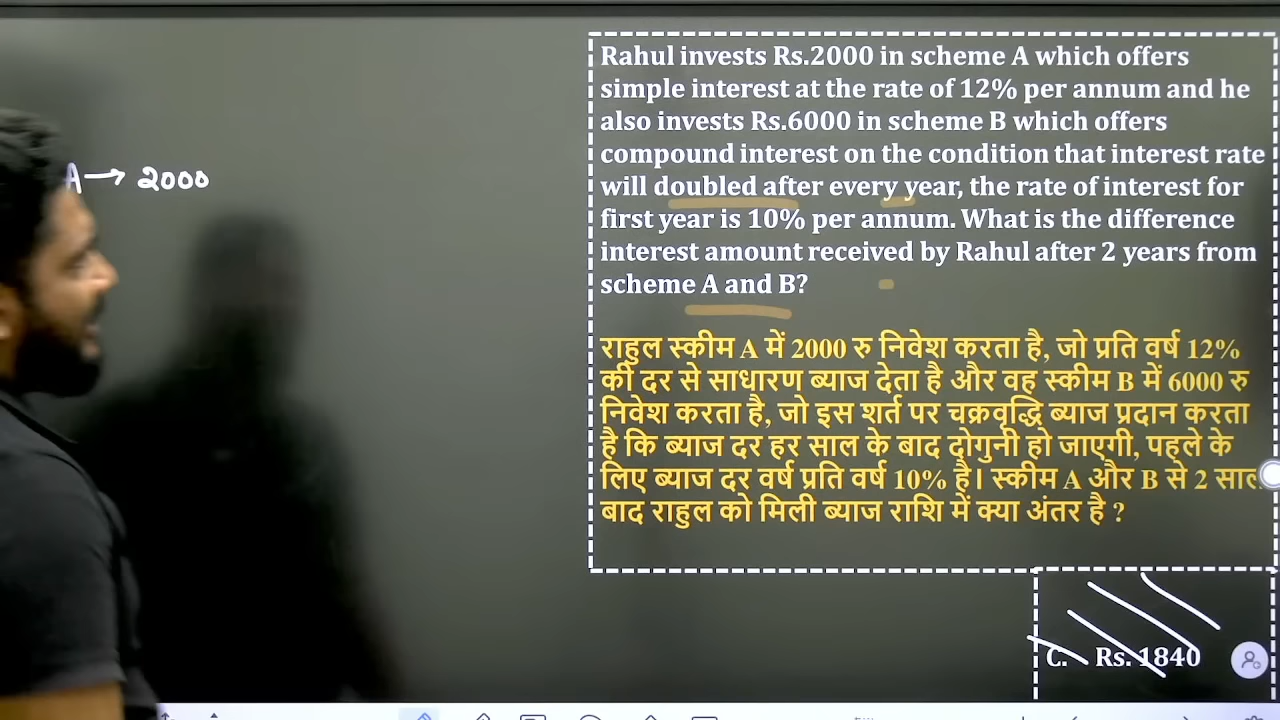 A → 2000
Rahul invests Rs.2000 in scheme A which offers
simple interest at the rate of 12% per annum and he
also invests Rs.6000 in scheme B which offers
compound interest on the condition that interest rate
will doubled after every year, the rate of interest for
first year is 10% per annum. What is the difference
interest amount received by Rahul after 2 years from
scheme A and B?
राहुल स्कीम A में 2000 रु निवेश करता है, जो प्रति वर्ष 12%
की दर से साधारण ब्याज देता है और वह स्कीम B में 6000 रु
निवेश करता है, जो इस शर्त पर चक्रवृद्धि ब्याज प्रदान करता
है कि ब्याज दर हर साल के बाद दोगुनी हो जाएगी, पहले के
लिए ब्याज दर वर्ष प्रति वर्ष 10% है। स्कीम A और B से 2 साल
बाद राहुल को मिली ब्याज राशि में क्या अंतर है ?
C. Rs. 1840